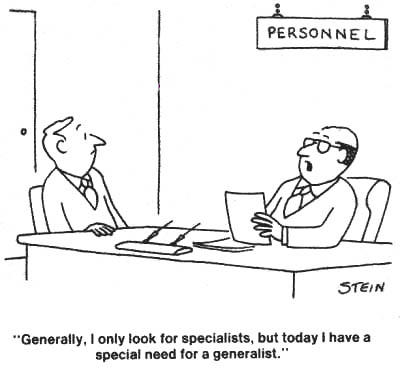 PERSONNEL
STEIN
"Generally, I only look for specialists, but today I have a
special need for a generalist."